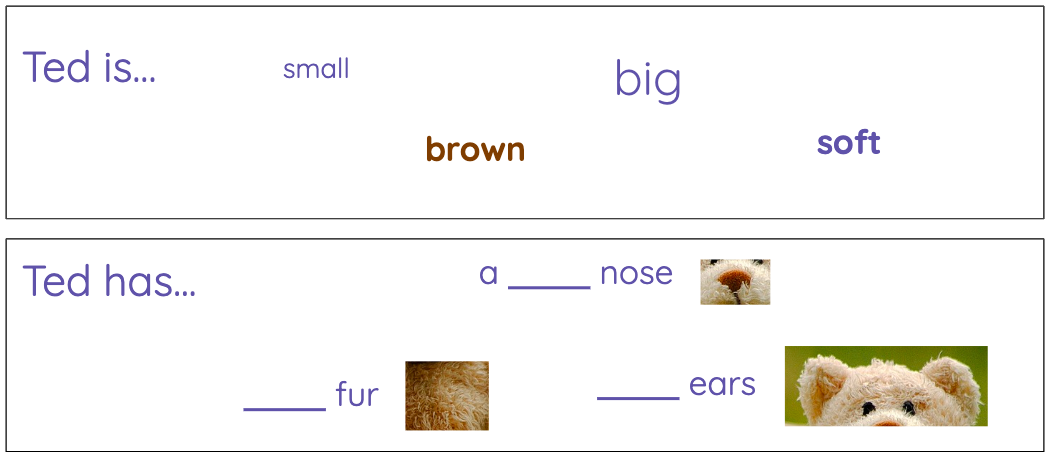 Ted is...
small
big
brown
soft
Ted has...
a _____ nose
_____ fur
_____ ears